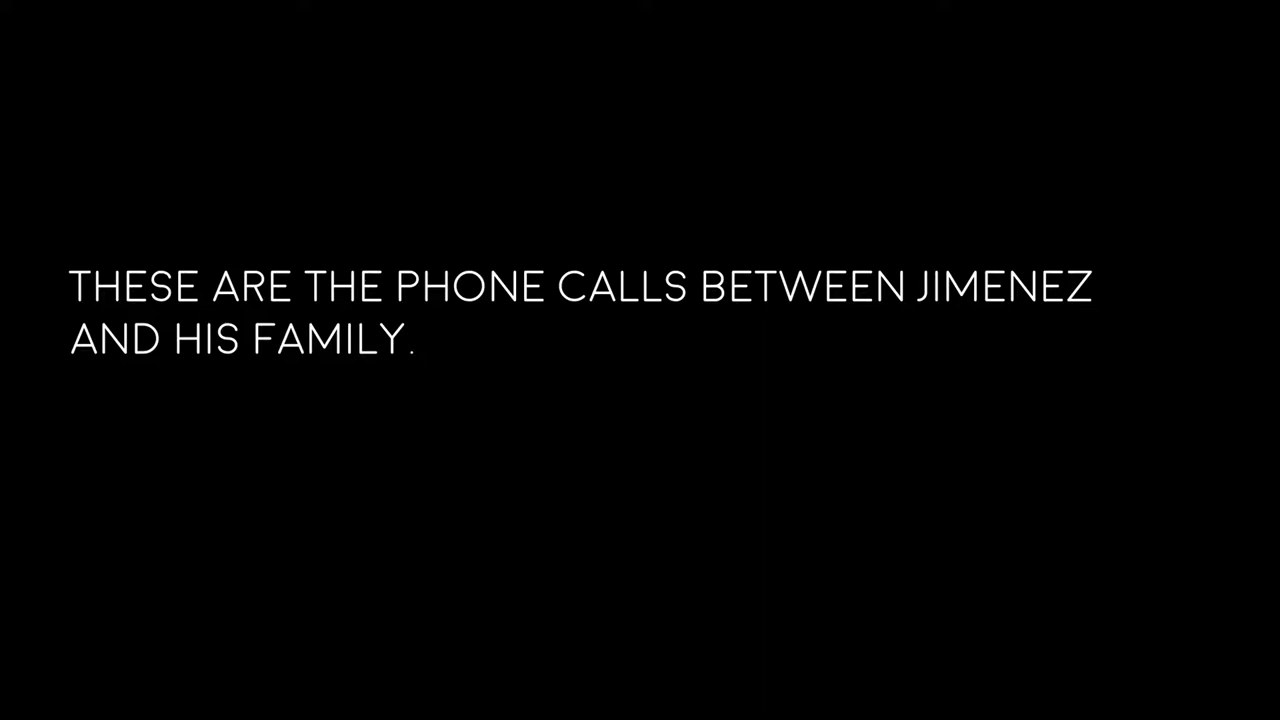 THESE ARE THE PHONE CALLS BETWEEN JIMENEZ
AND HIS FAMILY.